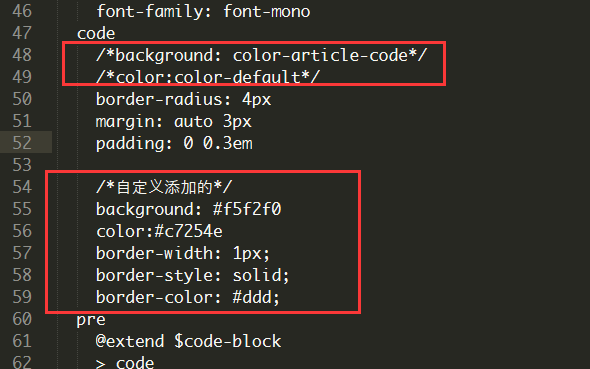 46 font-family: font-mono
47 code
48 /*background: color-article-code*/
49 /*color:color-default*/
50 border-radius: 4px
51 margin: auto 3px
52 padding: 0 0.3em
53
54 /*自定义添加的*/
55 background: #f5f2f0
56 color:#c7254e
57 border-width: 1px;
58 border-style: solid;
59 border-color: #ddd;
60 pre
61 @extend $code-block
62 > code